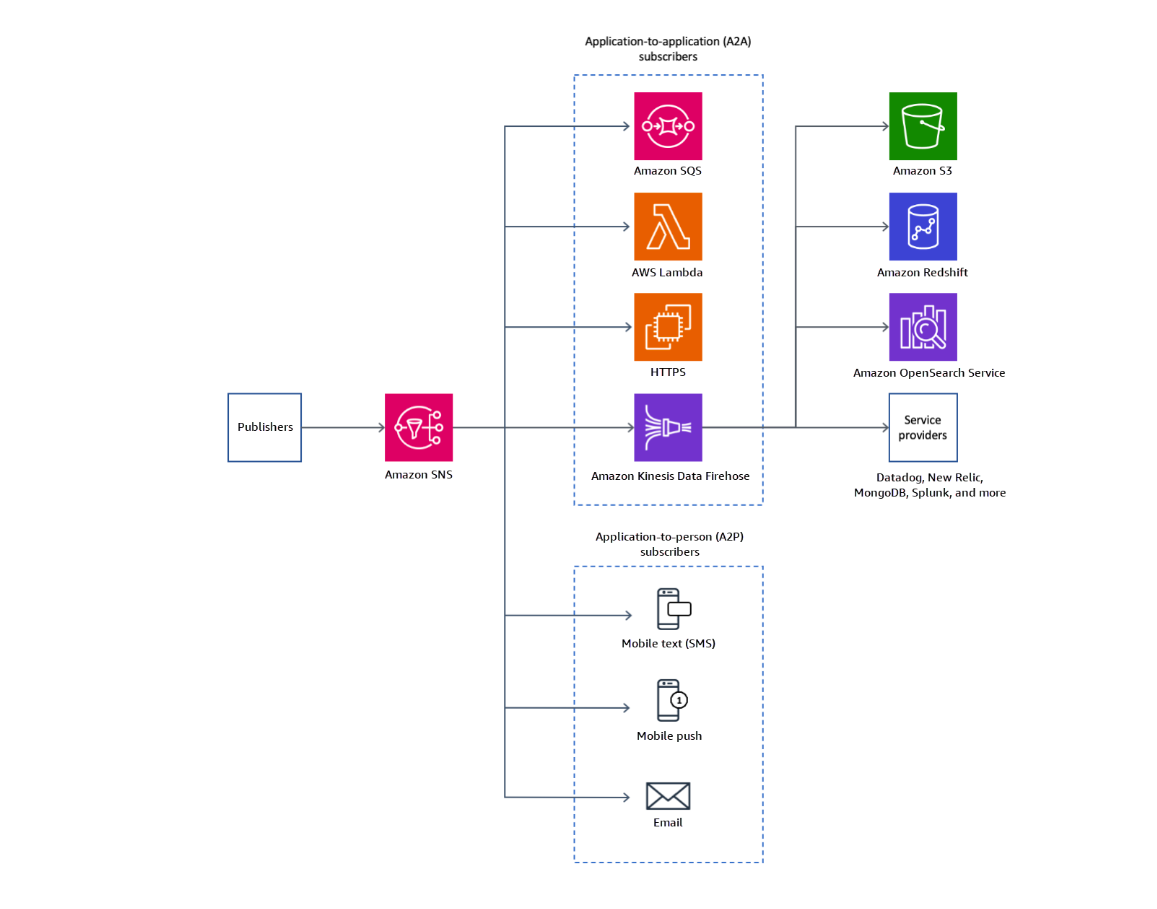 Application-to-application (A2A)
subscribers
Amazon SQS
Amazon S3
AWS Lambda
Amazon Redshift
HTTPS
Amazon OpenSearch Service
Publishers
Amazon SNS
Amazon Kinesis Data Firehose
Service
providers
Datadog, New Relic,
MongoDB, Splunk, and more
Application-to-person (A2P)
subscribers
Mobile text (SMS)
1
Mobile push
Email